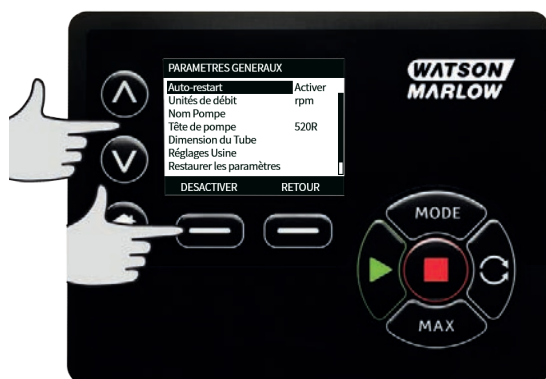 PARAMETRES GENERAUX
Auto-restart Activer
Unités de débit rpm
Nom Pompe
Tête de pompe 520R
Dimension du Tube
Réglages Usine
Restaurer les paramètres
DESACTIVER RETOUR
WATSON
MARLOW
MODE
MAX